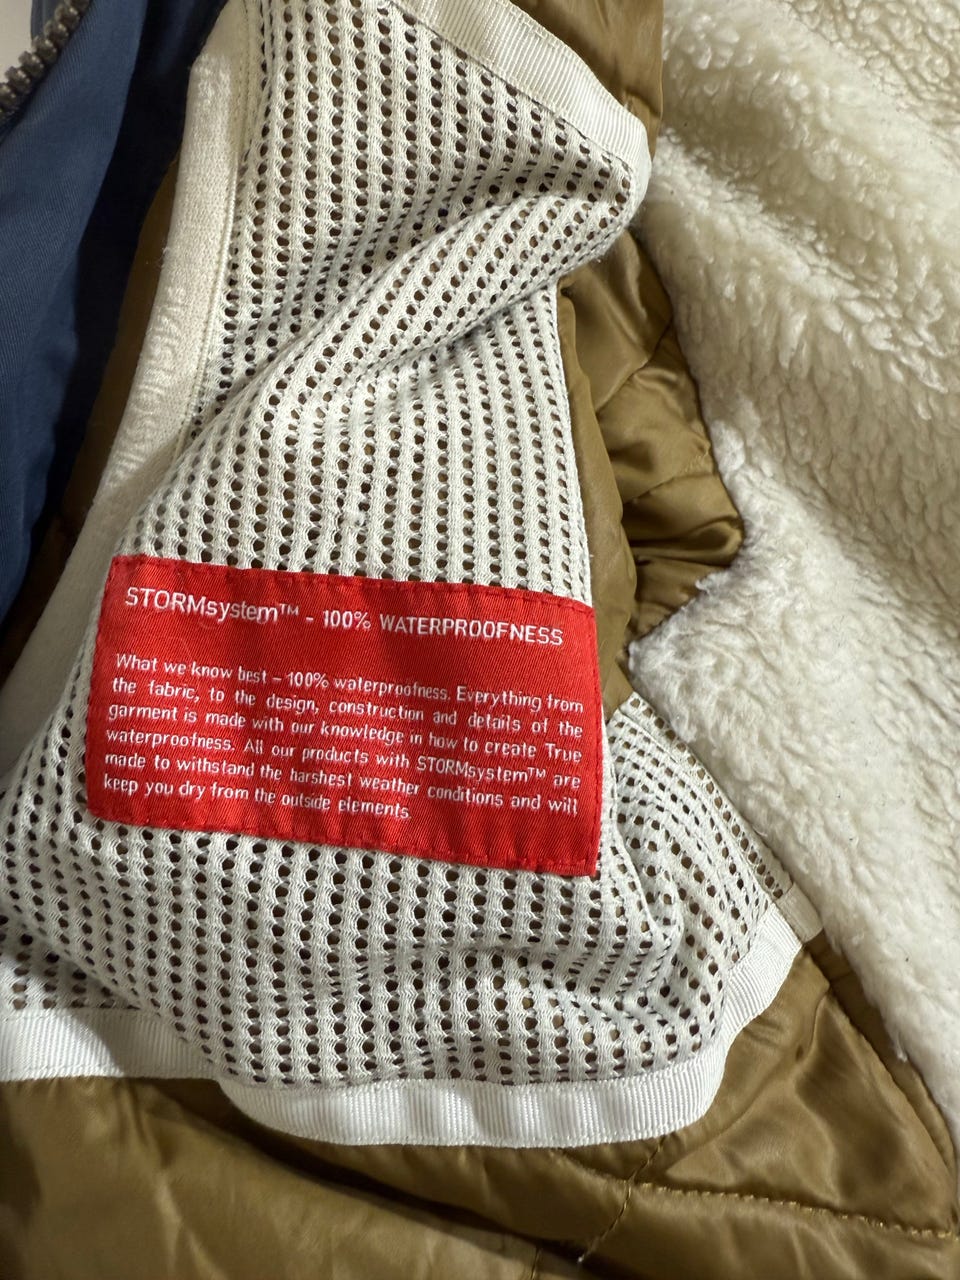 STORMsystem™ - 100% WATERPROOFNESS
What we know best – 100% waterproofness. Everything from
the fabric, to the design, construction and details of the
garment is made with our knowledge in how to create True
waterproofness. All our products with STORMsystem™ are
made to withstand the harshest weather conditions and will
keep you dry from the outside elements.